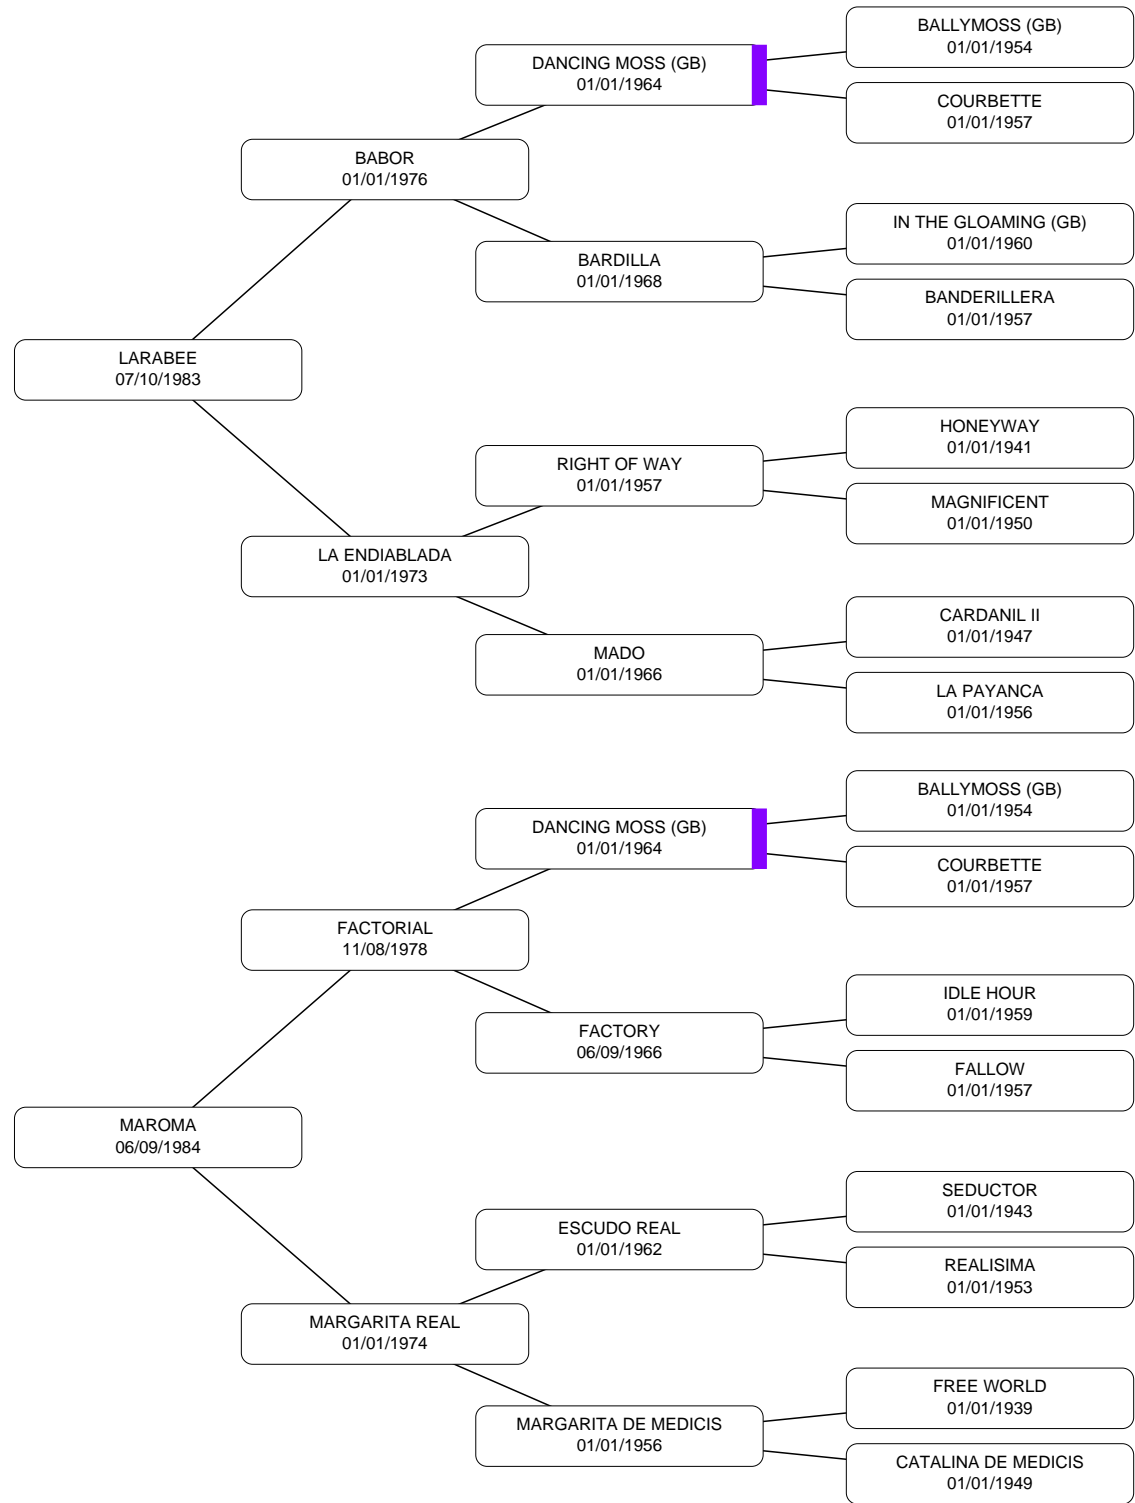 BALLYMOSS (GB)
01/01/1954
DANCING MOSS (GB)
01/01/1964
COURBETTE
01/01/1957
BABOR
01/01/1976
IN THE GLOAMING (GB)
01/01/1960
BARDILLA
01/01/1968
BANDERILLERA
01/01/1957
LARABEE
07/10/1983
HONEYWAY
01/01/1941
RIGHT OF WAY
01/01/1957
MAGNIFICENT
01/01/1950
LA ENDIABLADA
01/01/1973
CARDANIL II
01/01/1947
MADO
01/01/1966
LA PAYANCA
01/01/1956
BALLYMOSS (GB)
01/01/1954
DANCING MOSS (GB)
01/01/1964
COURBETTE
01/01/1957
FACTORIAL
11/08/1978
IDLE HOUR
01/01/1959
FACTORY
06/09/1966
FALLOW
01/01/1957
MAROMA
06/09/1984
SEDUCTOR
01/01/1943
ESCUDO REAL
01/01/1962
REALISIMA
01/01/1953
MARGARITA REAL
01/01/1974
FREE WORLD
01/01/1939
MARGARITA DE MEDICIS
01/01/1956
CATALINA DE MEDICIS
01/01/1949